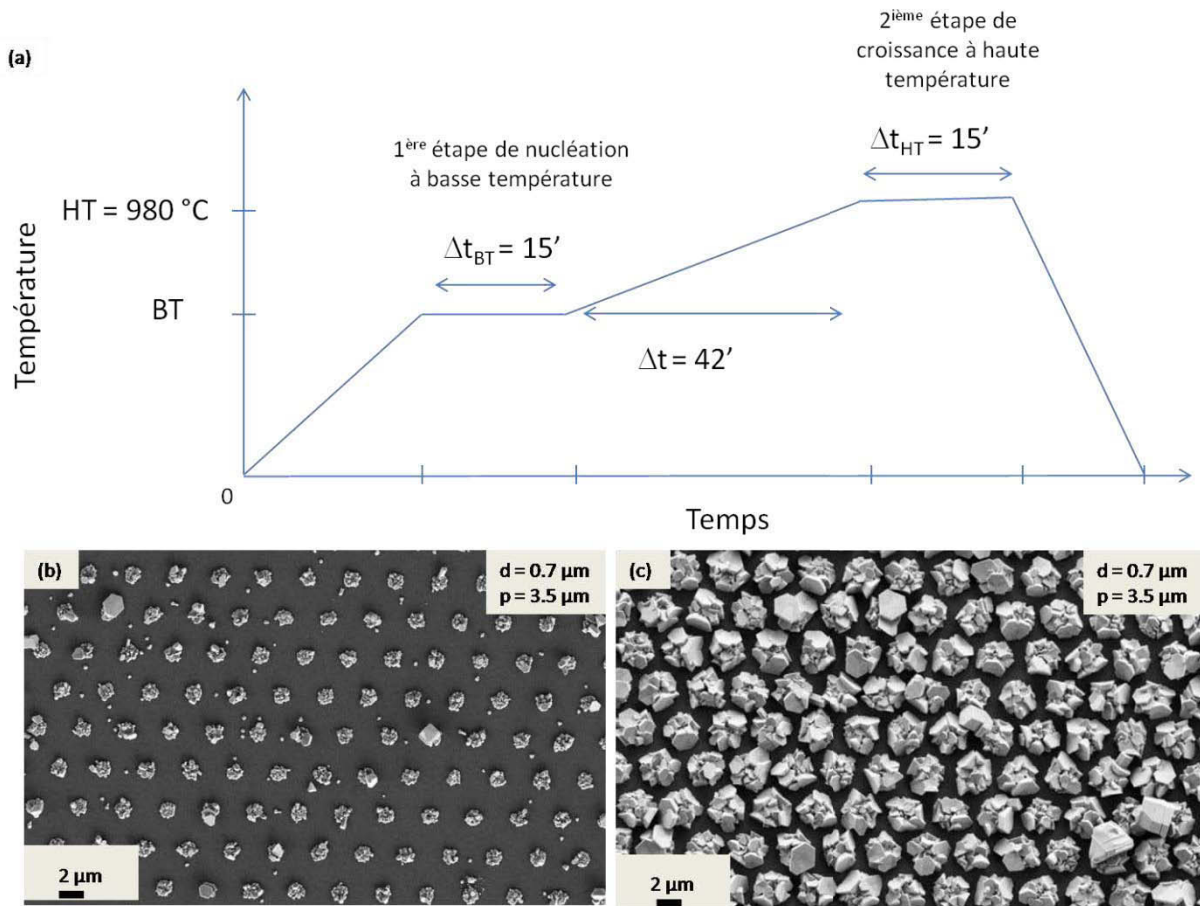 (a)
2ième étape de
croissance à haute
température
1ère étape de nucléation
à basse température
ΔtHT = 15’
HT = 980 °C
ΔtBT = 15’
BT
Δt = 42’
Température
0
Temps
(b)
d = 0.7 µm
p = 3.5 µm
2 µm
(c)
d = 0.7 µm
p = 3.5 µm
2 µm